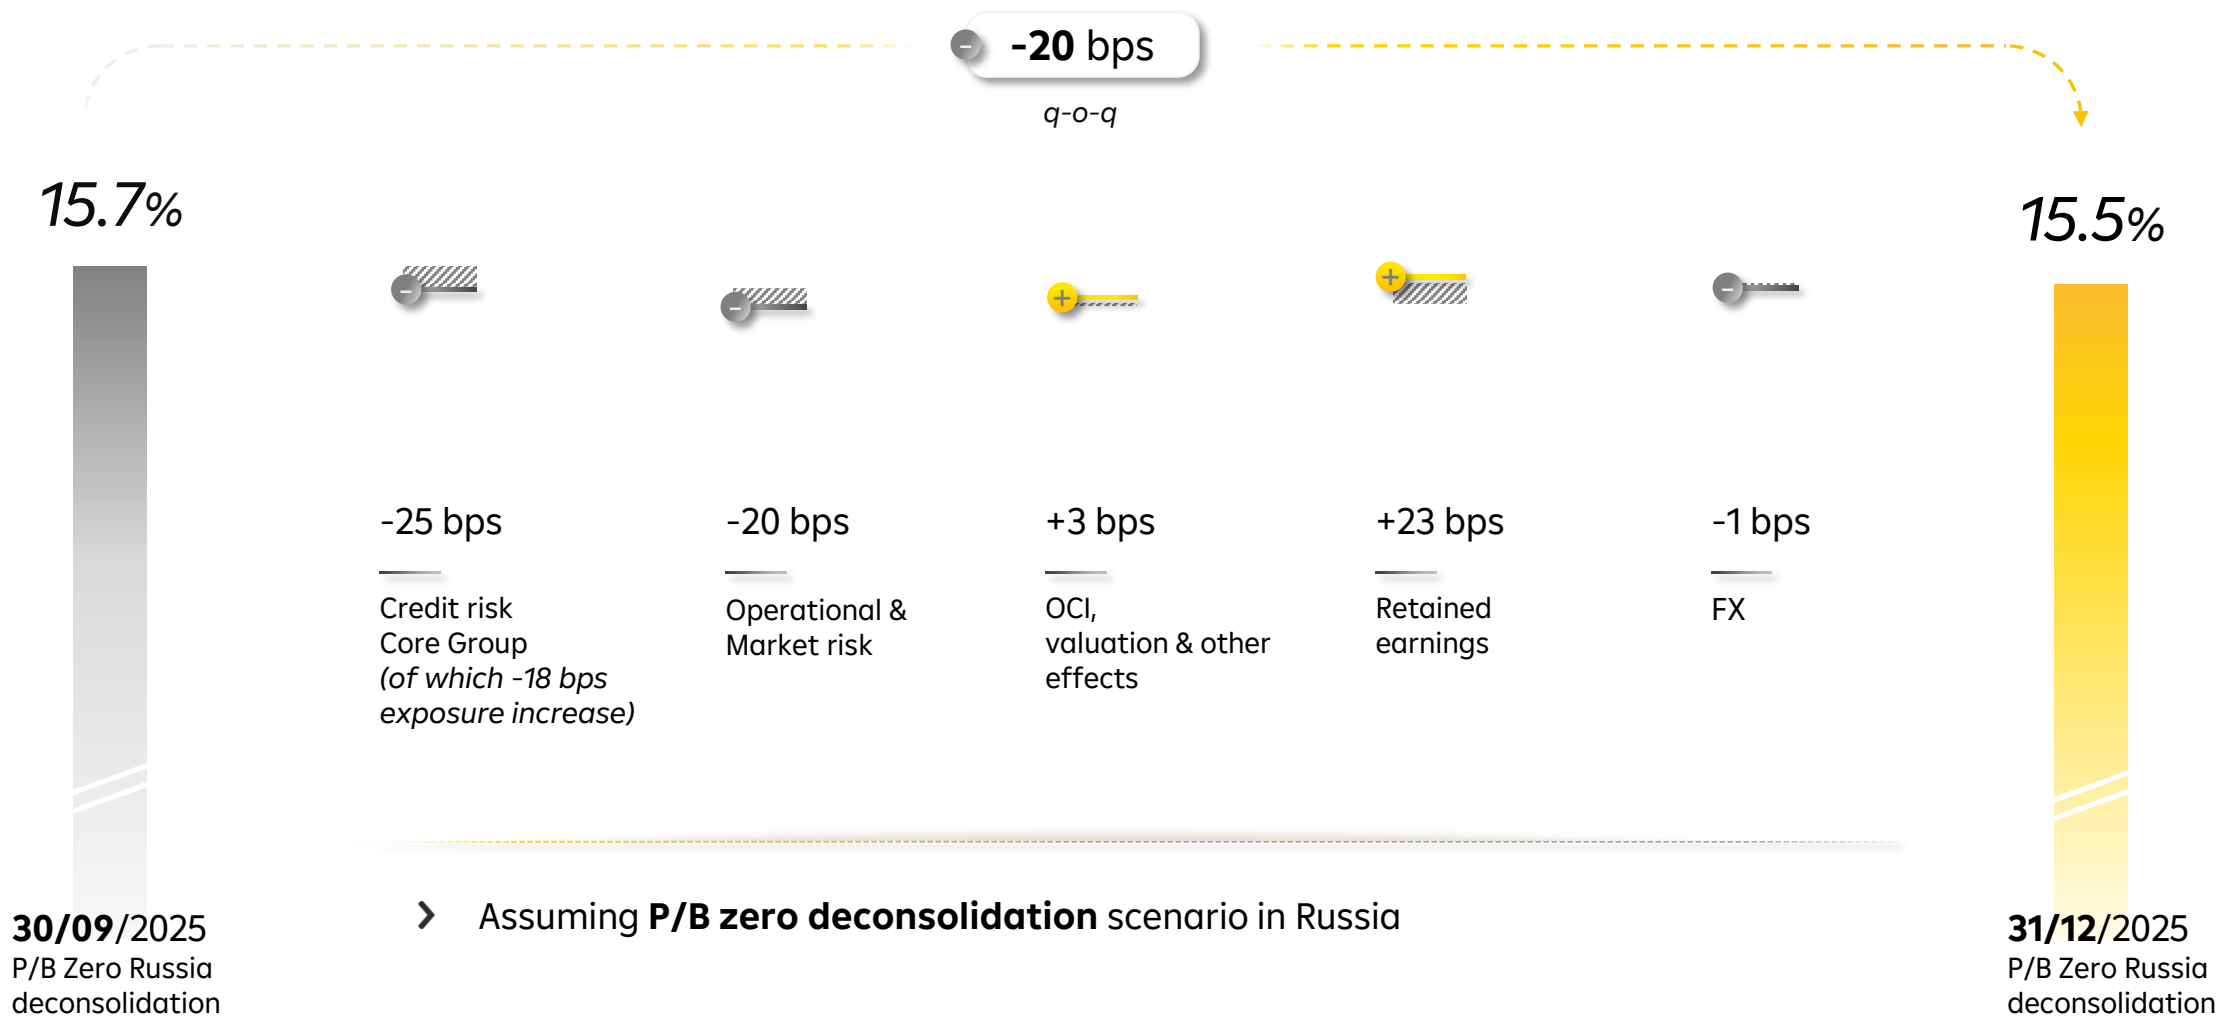 -20 bps
q-o-q
15.7%
15.5%
-25 bps
Credit risk
Core Group
(of which -18 bps
exposure increase)
-20 bps
Operational &
Market risk
+3 bps
OCI,
valuation & other
effects
+23 bps
Retained
earnings
-1 bps
FX
Assuming P/B zero deconsolidation scenario in Russia
30/09/2025
P/B Zero Russia
deconsolidation
31/12/2025
P/B Zero Russia
deconsolidation